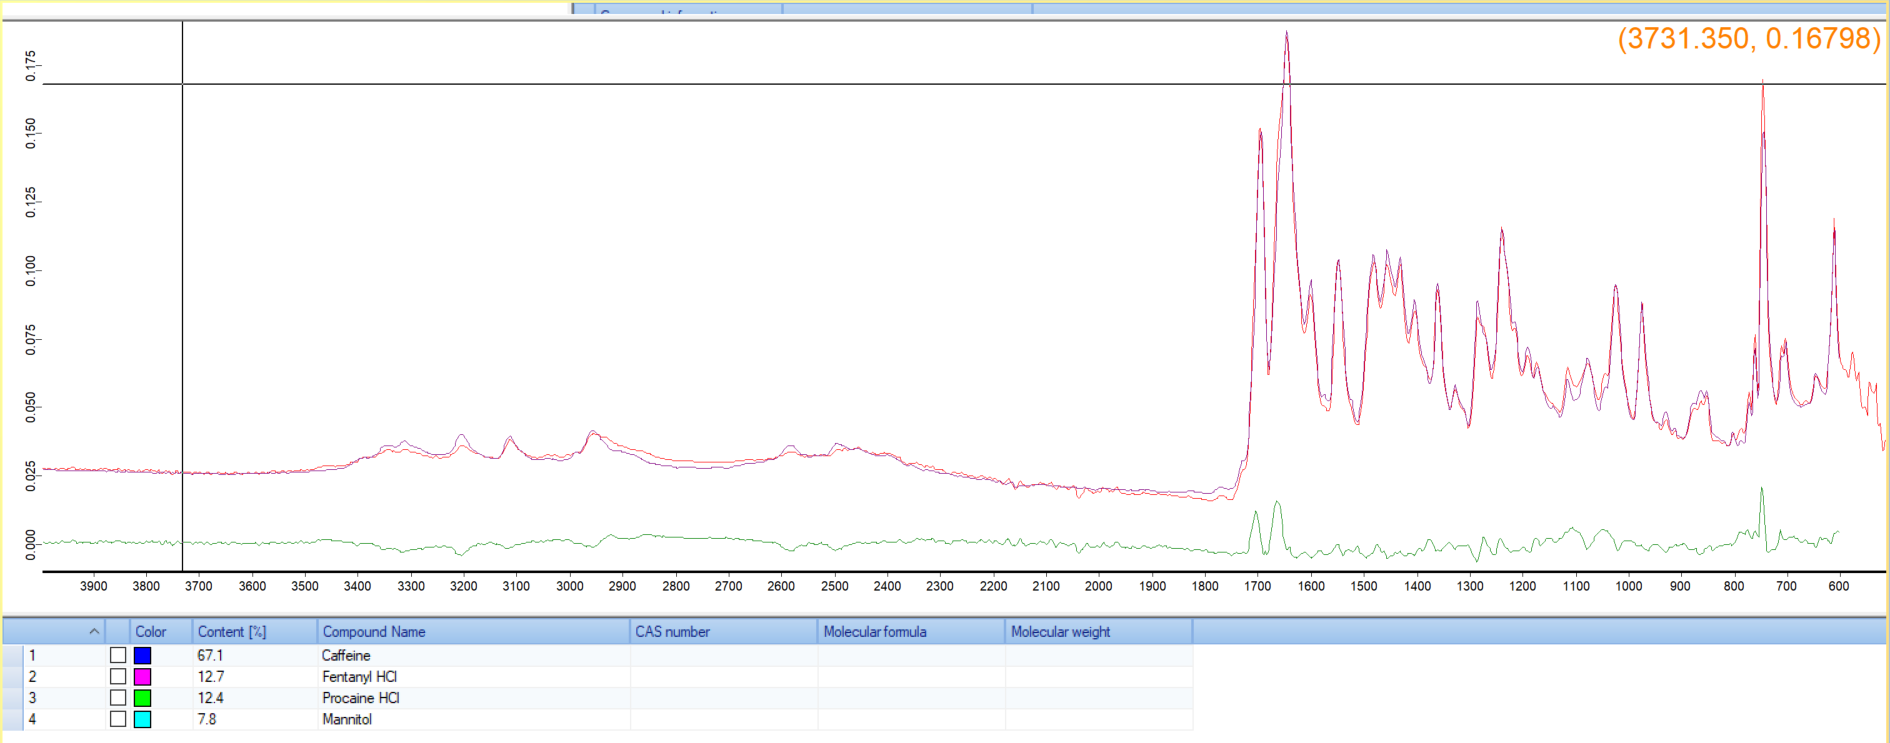 (3731.350, 0.16798)
0.175
0.150
0.125
0.100
0.075
0.050
0.025
0.000
3900 3800 3700 3600 3500 3400 3300 3200 3100 3000 2900 2800 2700 2600 2500 2400 2300 2200 2100 2000 1900 1800 1700 1600 1500 1400 1300 1200 1100 1000 900 800 700 600
Color Content [%] Compound Name CAS number Molecular formula Molecular weight
1 67.1 Caffeine
2 12.7 Fentanyl HCl
3 12.4 Procaine HCl
4 7.8 Mannitol